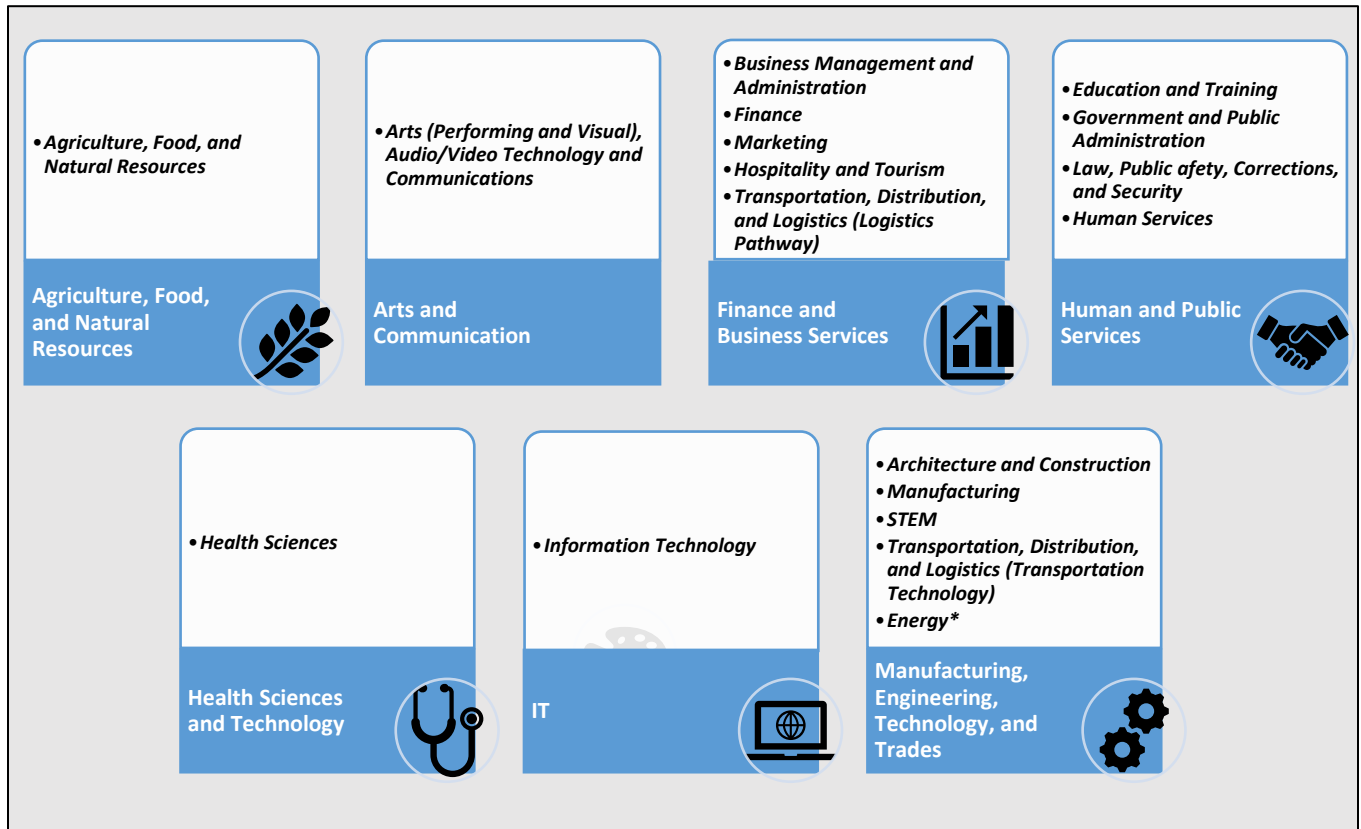 •Agriculture, Food, and
Natural Resources
Agriculture, Food,
and Natural
Resources
•Arts (Performing and Visual),
Audio/Video Technology and
Communications
Arts and
Communication
•Business Management and
Administration
•Finance
•Marketing
•Hospitality and Tourism
•Transportation, Distribution,
and Logistics (Logistics
Pathway)
Finance and
Business Services
•Education and Training
•Government and Public
Administration
•Law, Public afety, Corrections,
and Security
•Human Services
Human and Public
Services
•Health Sciences
Health Sciences
and Technology
•Information Technology
IT
•Architecture and Construction
•Manufacturing
•STEM
•Transportation, Distribution,
and Logistics (Transportation
Technology)
•Energy*
Manufacturing,
Engineering,
Technology, and
Trades